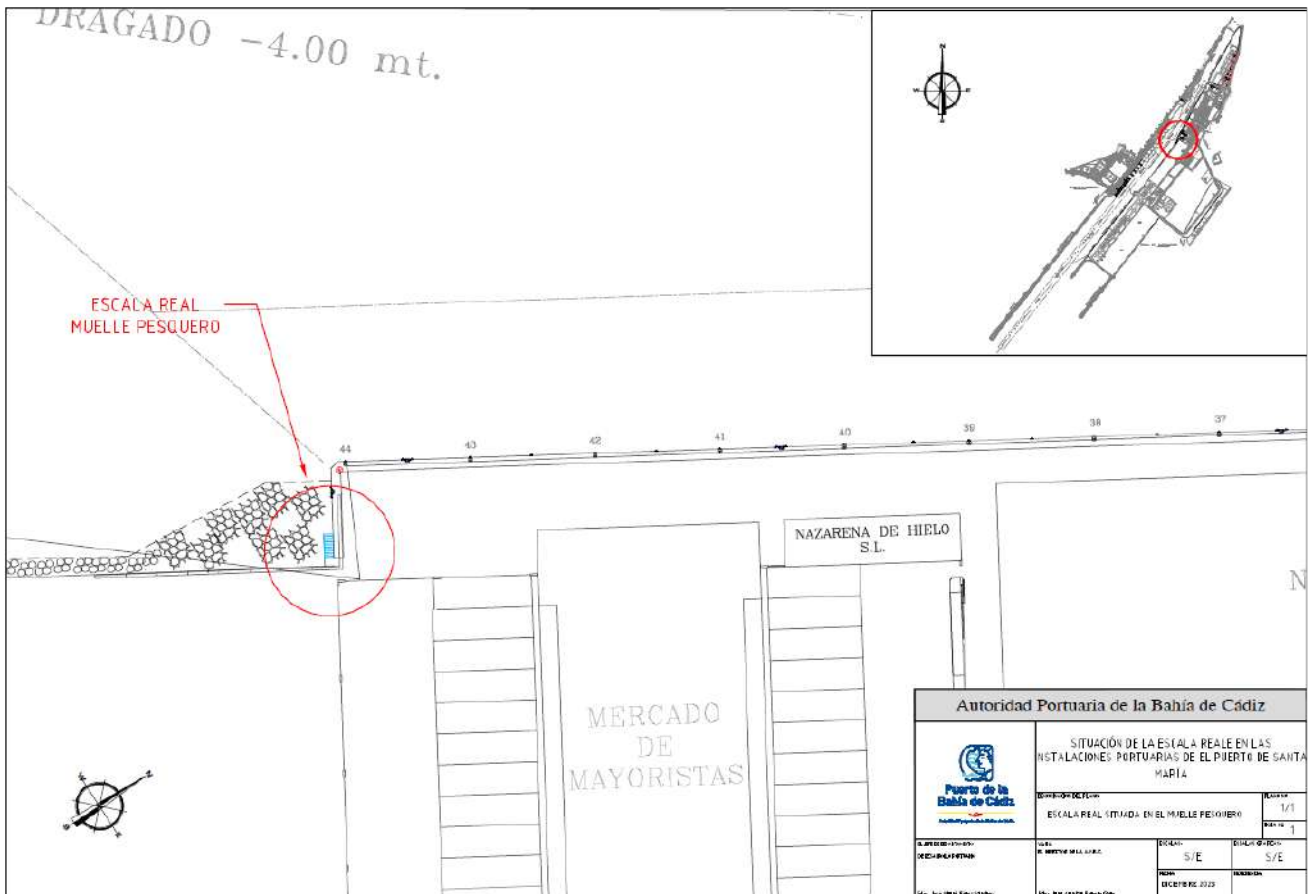 DRAGADO -4.00 mt.
N
ESCALA REAL
MUELLE PESQUERO
44
43
42
41
40
39
38
37
NAZARENA DE HIELO
S.L.
N
MERCADO
DE
MAYORISTAS
Autoridad Portuaria de la Bahía de Cádiz
Puerto de la
Bahía de Cádiz
SITUACIÓN DE LA ESCALA REALE EN LAS
NSTALACIONES PORTUARIAS DE EL PUERTO DE SANTA
MARÍA
ESCALA REAL SITUADA EN EL MUELLE PESQUERO
1/1
1
S/E
S/E
DICIEMBRE 2023